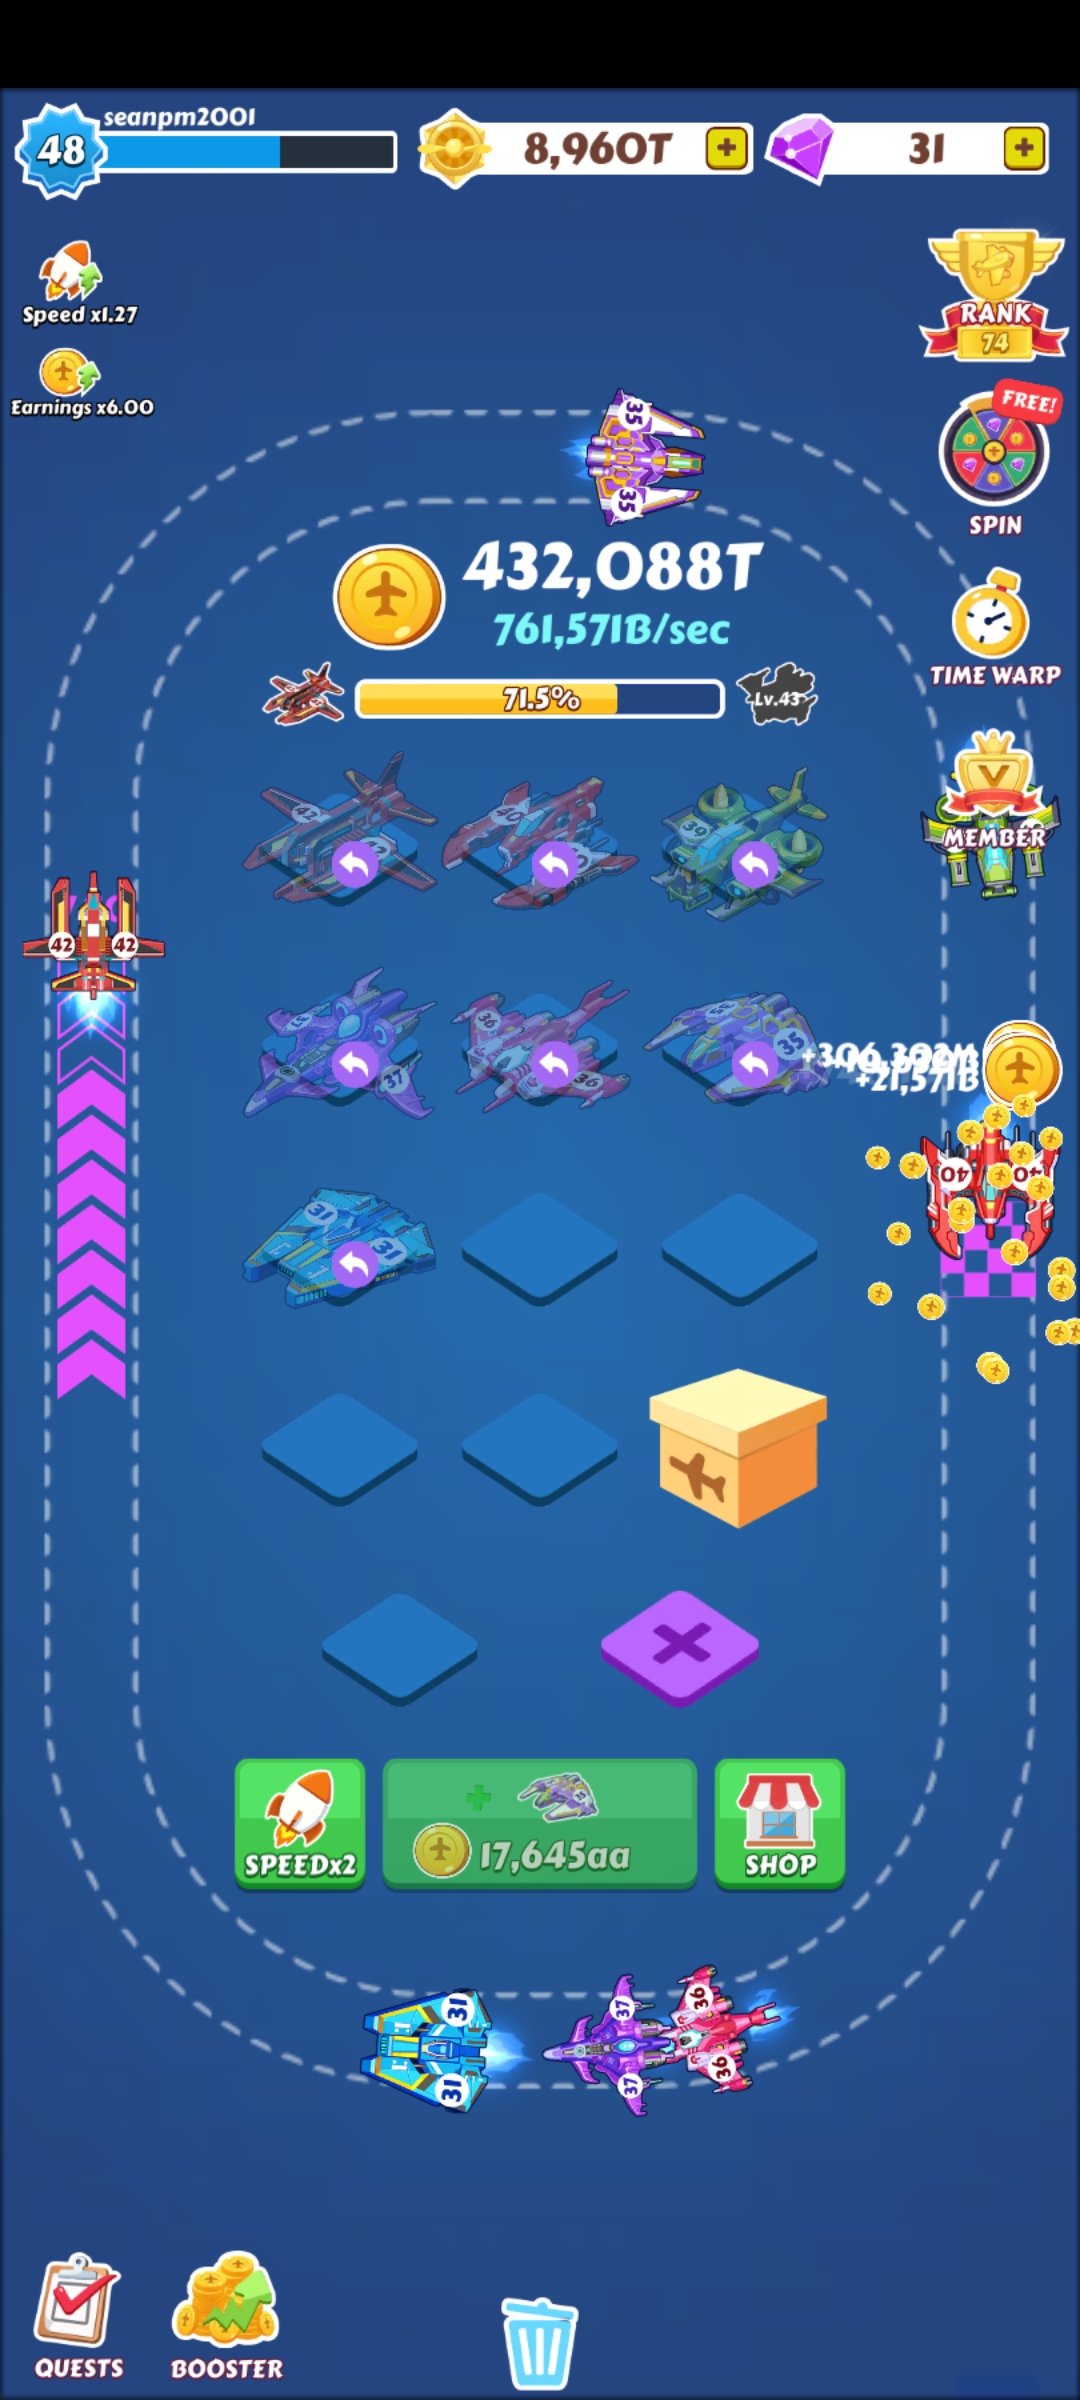 seanpm2001
48
8,960T
31
Speed x1.27
Earnings x6.00
RANK
74
FREE!
SPIN
35
35
432,088T
761,571B/sec
TIME WARP
71.5%
Lv.43
V
MEMBER
42
42
40
39
42 42
37
37
36
36
35
+306,392M
+21,571B
40
40
31
31
SPEEDx2
17,645aa
SHOP
31
31
37
37
36
36
QUESTS
BOOSTER